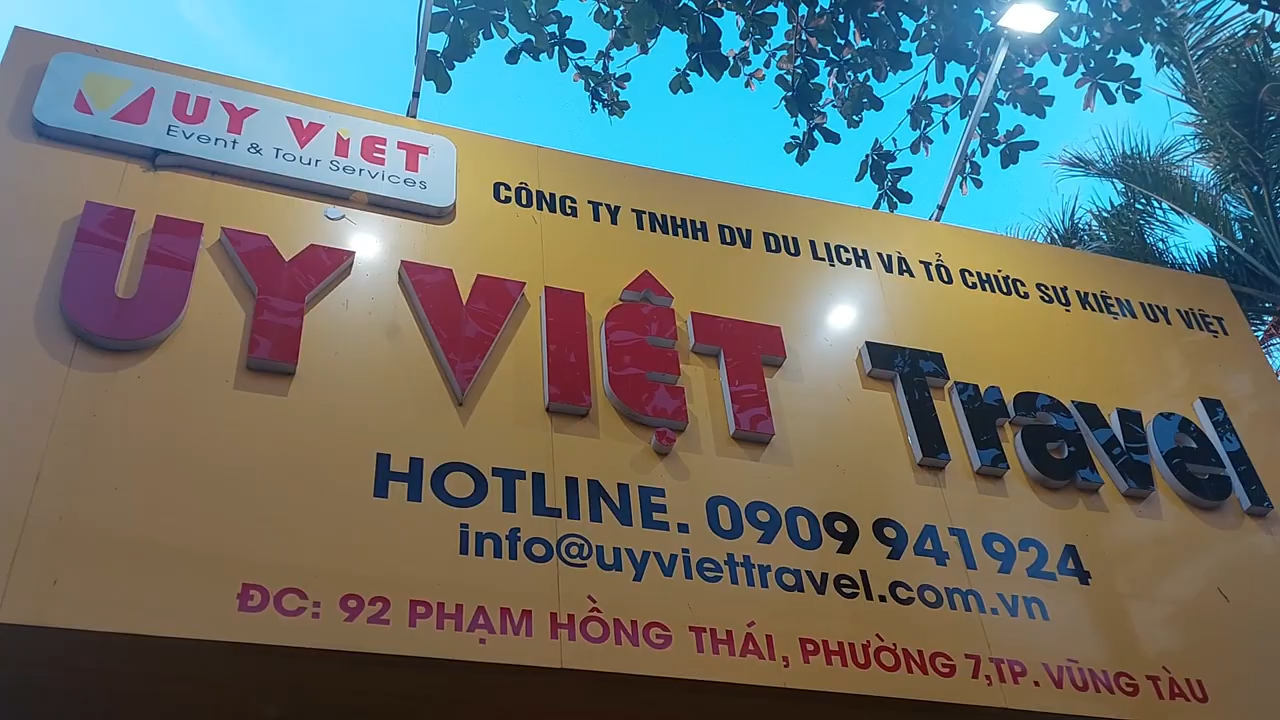 UY VIỆT
Event & Tour Services
CÔNG TY TNHH DV DU LỊCH VÀ TỔ CHỨC SỰ KIỆN UY VIỆT
UY VIỆT Travel
HOTLINE. 0909 941924
info@uyviettravel.com.vn
ĐC: 92 PHẠM HỒNG THÁI, PHƯỜNG 7,TP. VŨNG TÀU